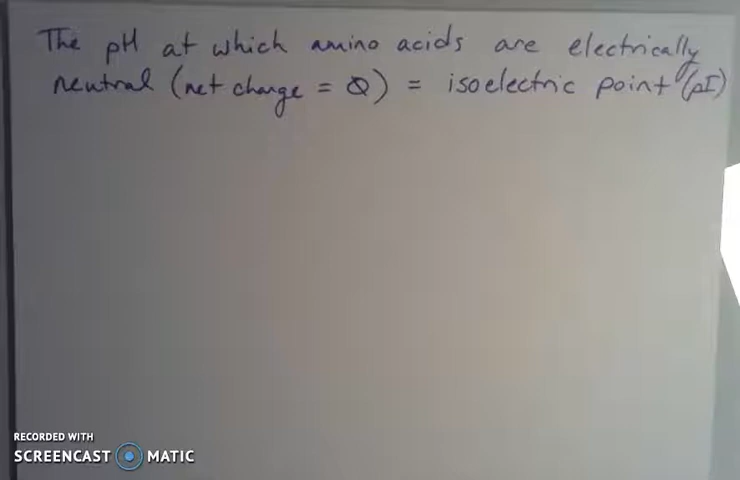 The pH at which amino acids are electrically
neutral (net charge = 0) = isoelectric point (pI)
RECORDED WITH
SCREENCAST MATIC